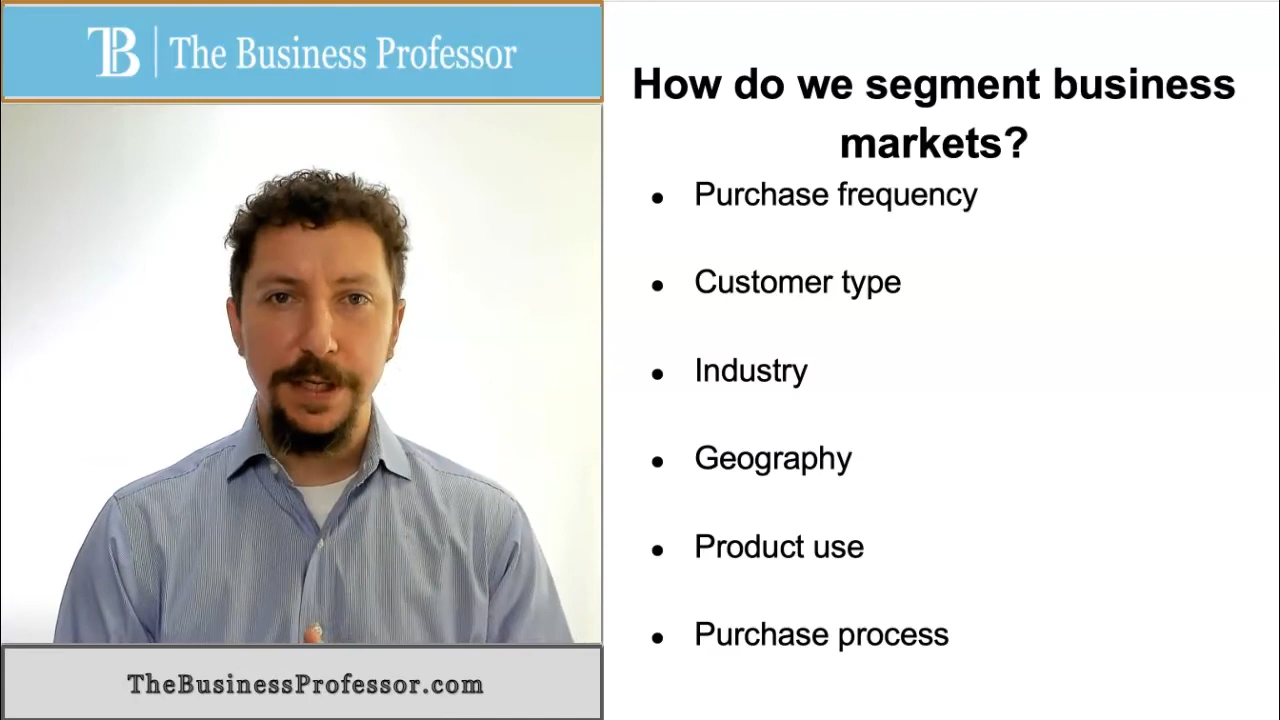 TB | The Business Professor
How do we segment business
markets?
● Purchase frequency
● Customer type
● Industry
● Geography
● Product use
● Purchase process
TheBusinessProfessor.com